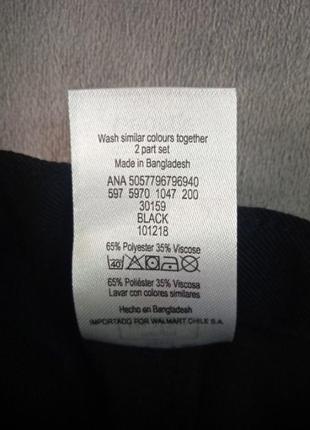 Wash similar colours together
2 part set
Made in Bangladesh
ANA 5057796796940
597 5970 1047 200
30159
BLACK
101218
65% Polyester 35% Viscose
40
65% Poliéster 35% Viscosa
Lavar con colores similares
Hecho en Bangladesh
IMPORTADO POR WALMART CHILE S.A.